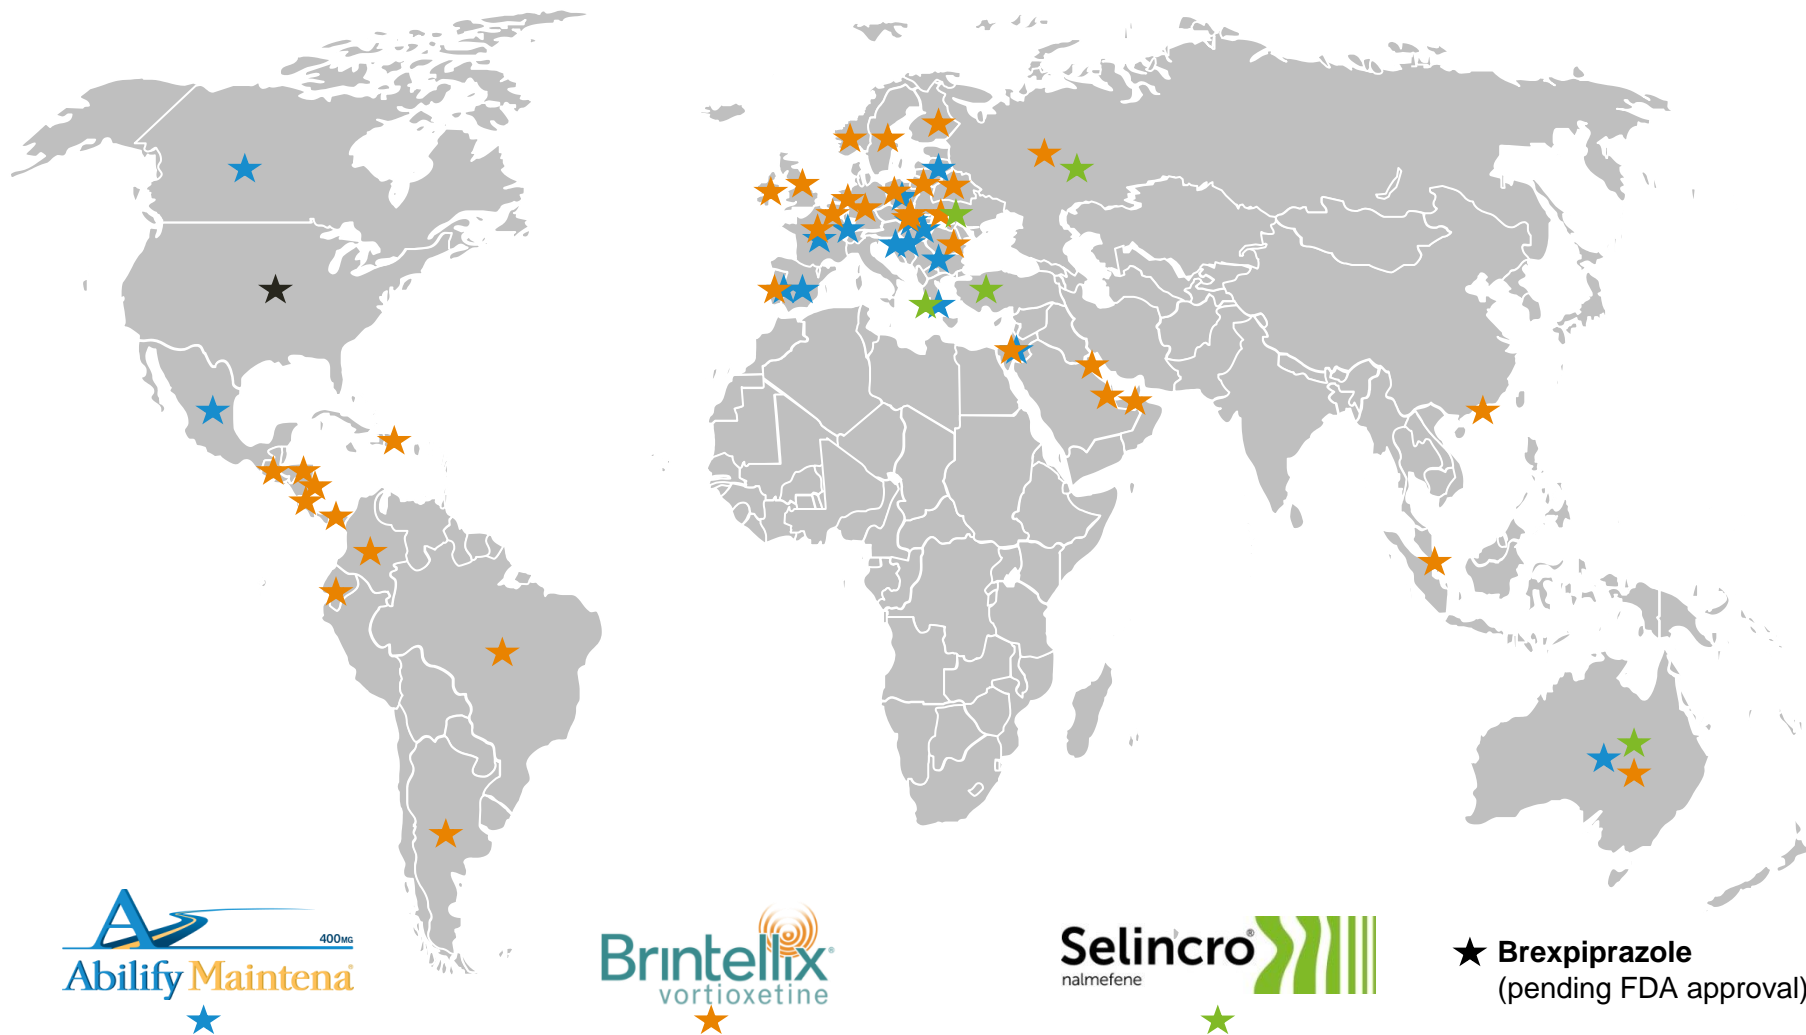 400MG
Abilify Maintena
Brintellix®
vortioxetine
Selincro®
nalmefene
Brexpiprazole
(pending FDA approval)